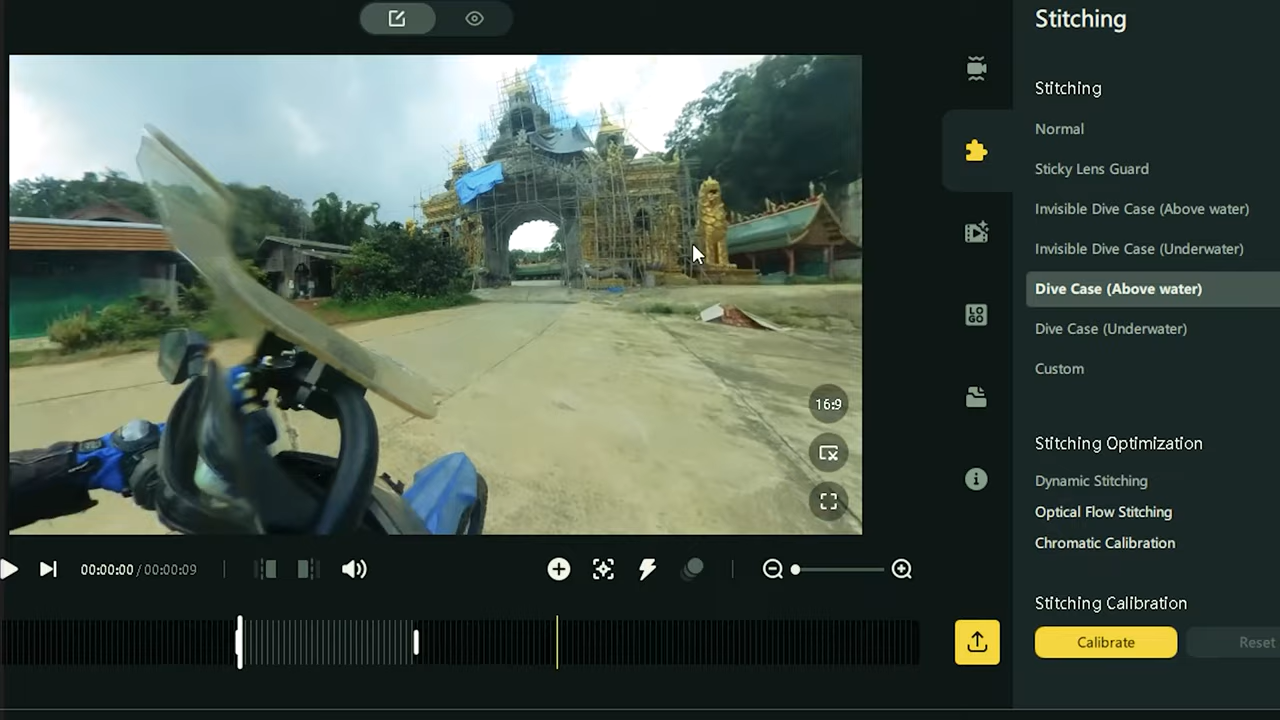 Stitching
Stitching
Normal
Sticky Lens Guard
Invisible Dive Case (Above water)
Invisible Dive Case (Underwater)
Dive Case (Above water)
Dive Case (Underwater)
Custom
Stitching Optimization
Dynamic Stitching
Optical Flow Stitching
Chromatic Calibration
Stitching Calibration
Calibrate
Reset
LO
GO
16:9
00:00:00 / 00:00:09